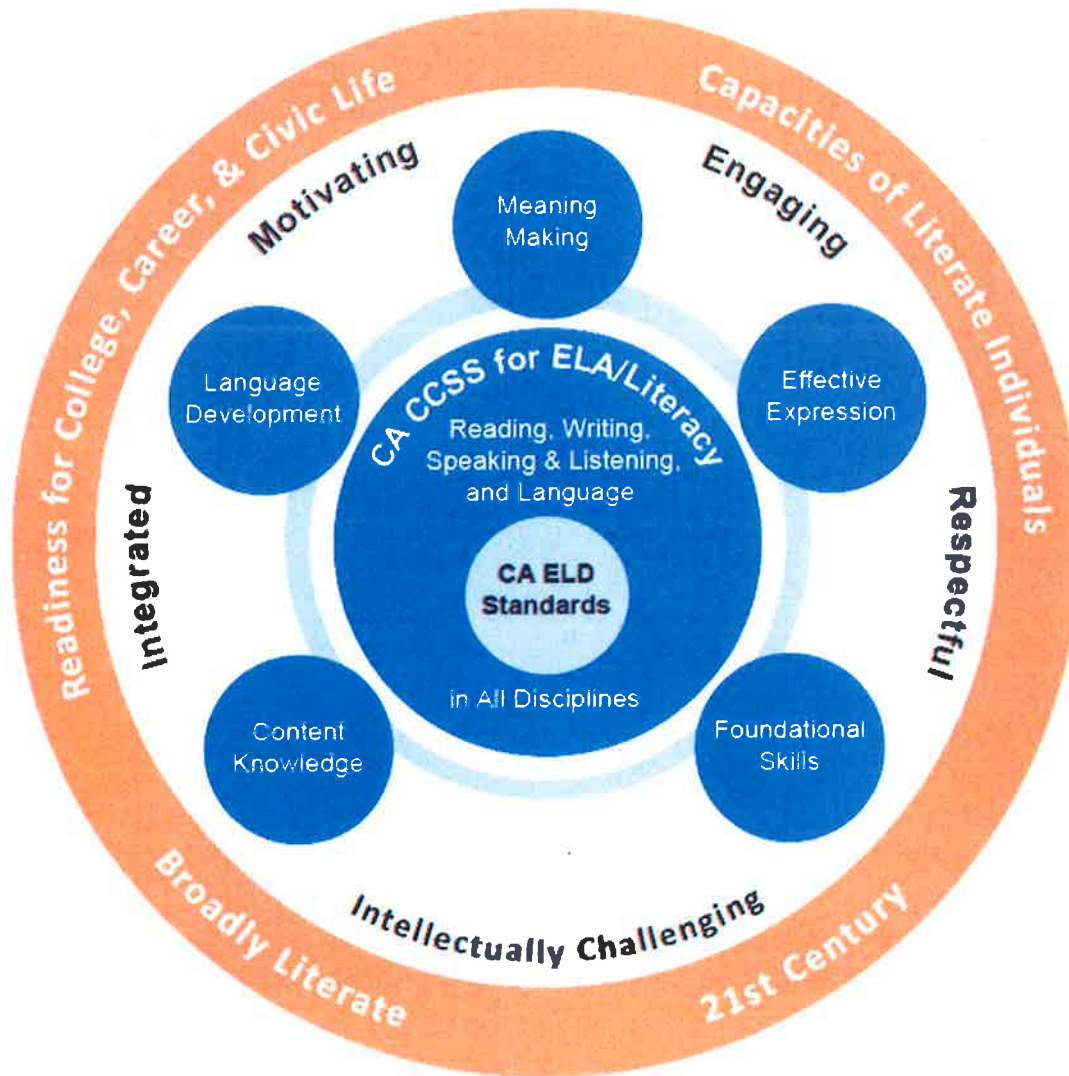 Readiness for College, Career, & Civic Life
Capacities of Literate Individuals
Motivating
Engaging
Meaning
Making
Language
Development
Effective
Expression
CA CCSS for ELA/Literacy
Reading, Writing,
Speaking & Listening,
and Language
CA ELD
Standards
in All Disciplines
Integrated
Respectful
Content
Knowledge
Foundational
Skills
Intellectually Challenging
Broadly Literate
21st Century